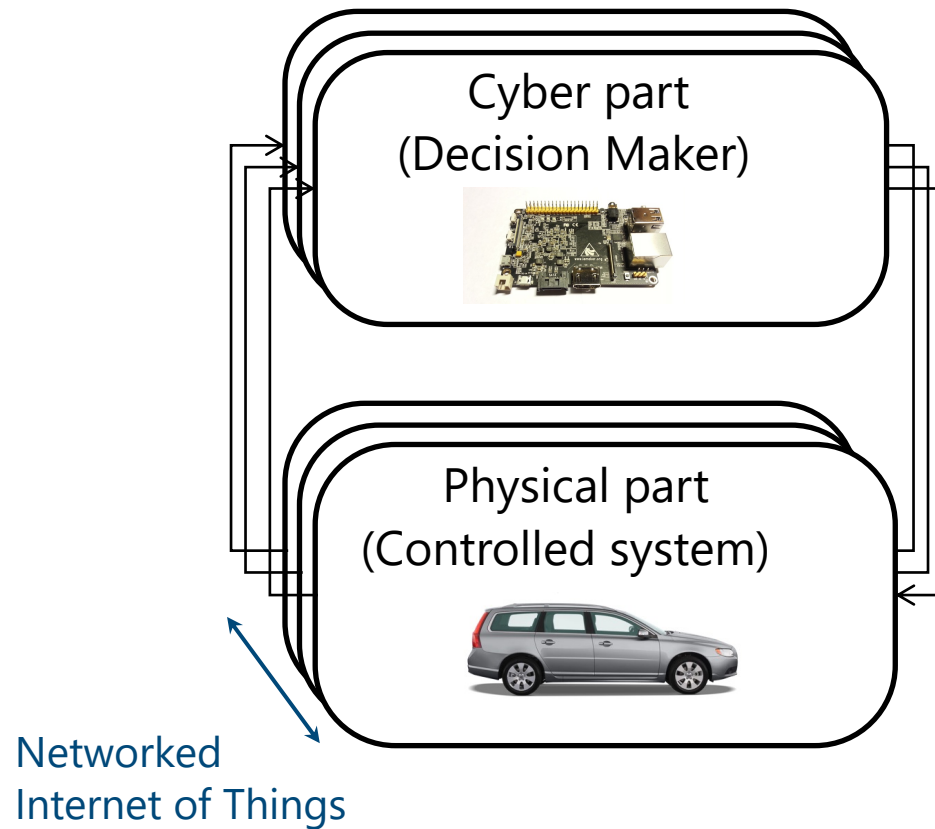 Cyber part
(Decision Maker)
Physical part
(Controlled system)
Networked
Internet of Things